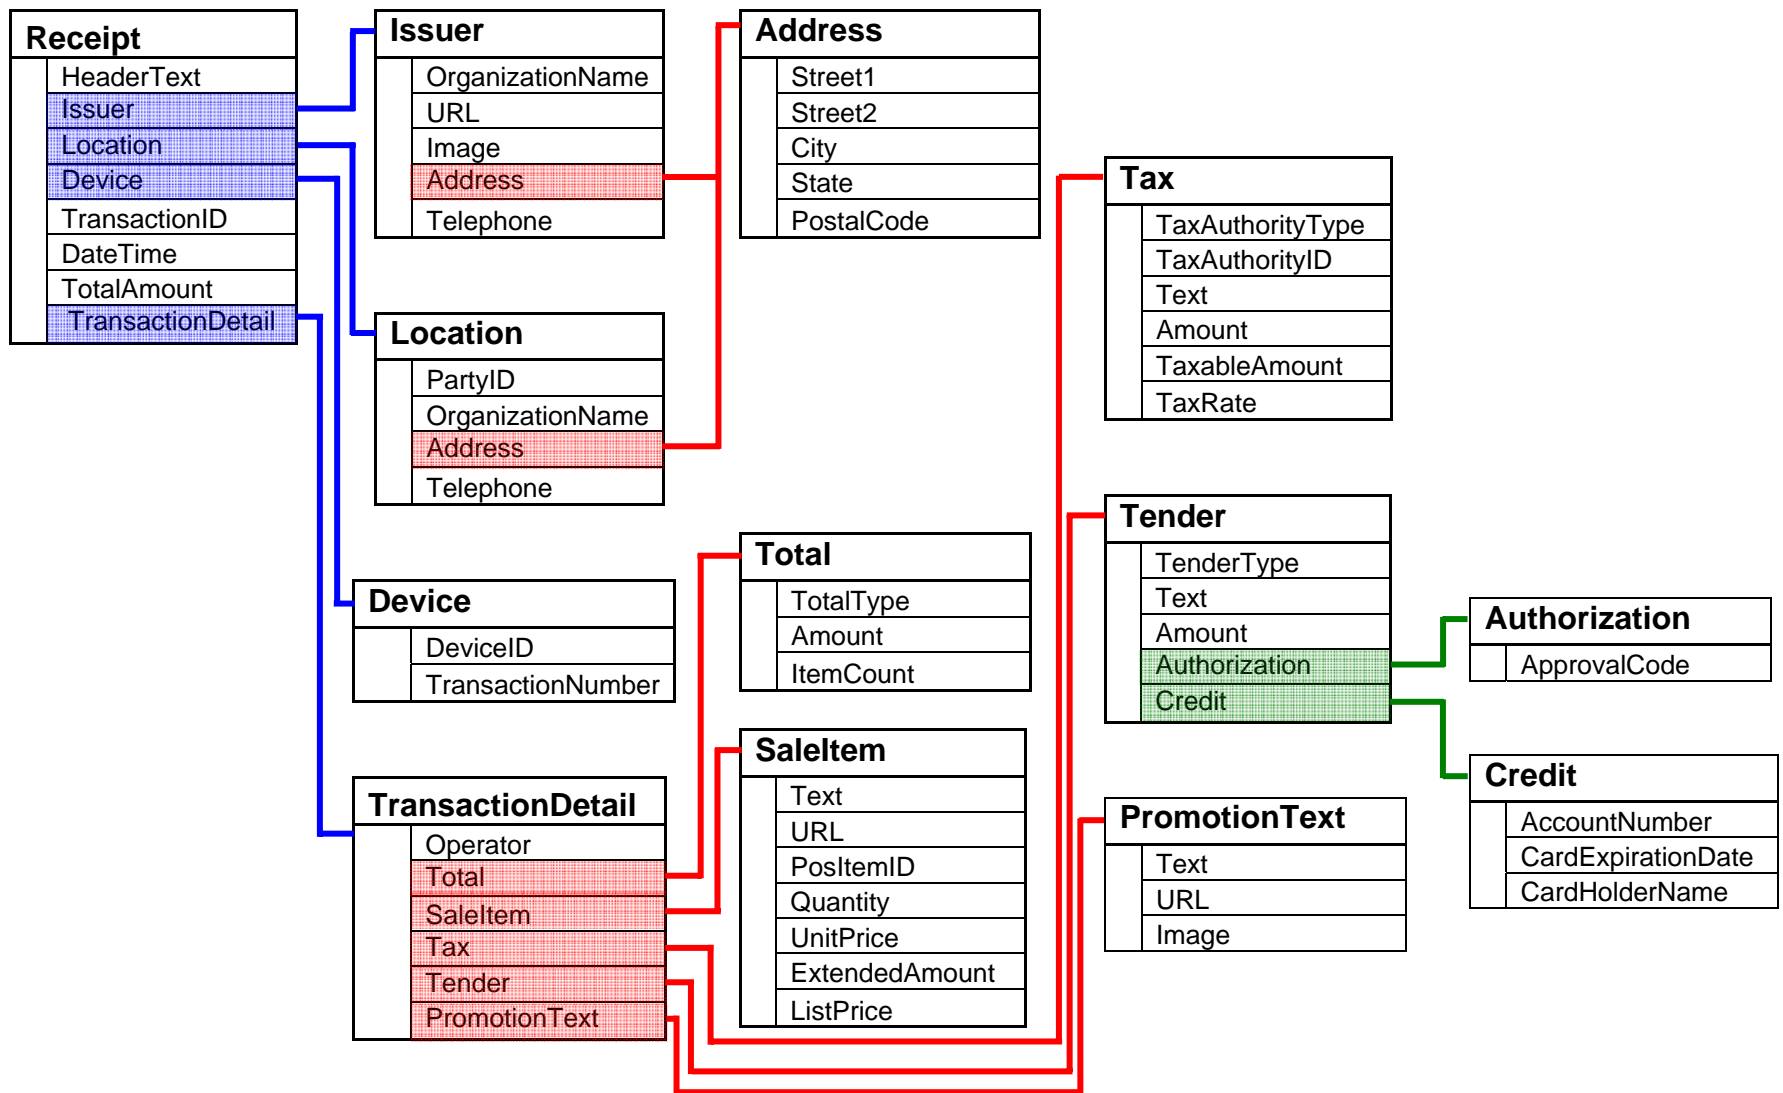 Receipt
HeaderText
Issuer
Location
Device
TransactionID
DateTime
TotalAmount
TransactionDetail
Issuer
OrganizationName
URL
Image
Address
Telephone
Address
Street1
Street2
City
State
PostalCode
Location
PartyID
OrganizationName
Address
Telephone
Tax
TaxAuthorityType
TaxAuthorityID
Text
Amount
TaxableAmount
TaxRate
Device
DeviceID
TransactionNumber
Total
TotalType
Amount
ItemCount
Tender
TenderType
Text
Amount
Authorization
Credit
Authorization
ApprovalCode
TransactionDetail
Operator
Total
SaleItem
Tax
Tender
PromotionText
SaleItem
Text
URL
PosItemID
Quantity
UnitPrice
ExtendedAmount
ListPrice
PromotionText
Text
URL
Image
Credit
AccountNumber
CardExpirationDate
CardHolderName